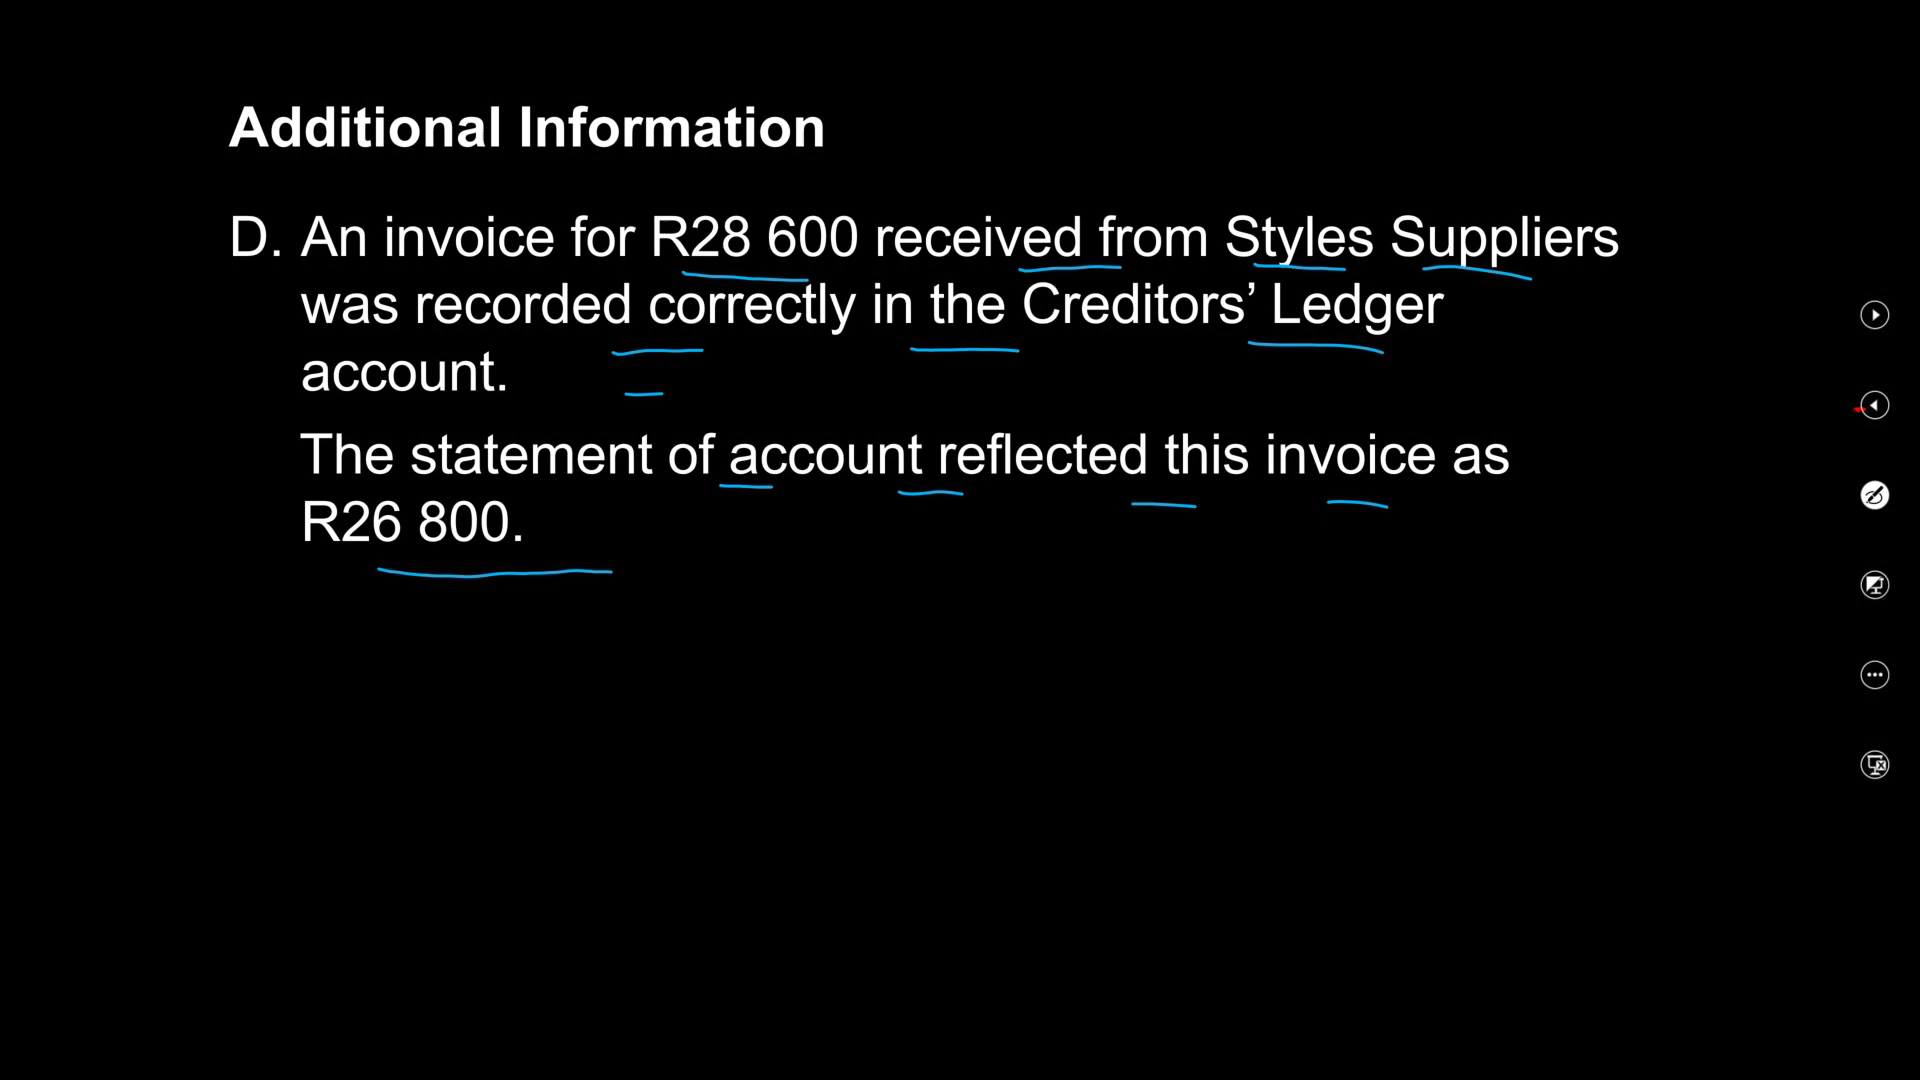 Additional Information
D. An invoice for R28 600 received from Styles Suppliers
was recorded correctly in the Creditors’ Ledger
account.
The statement of account reflected this invoice as
R26 800.